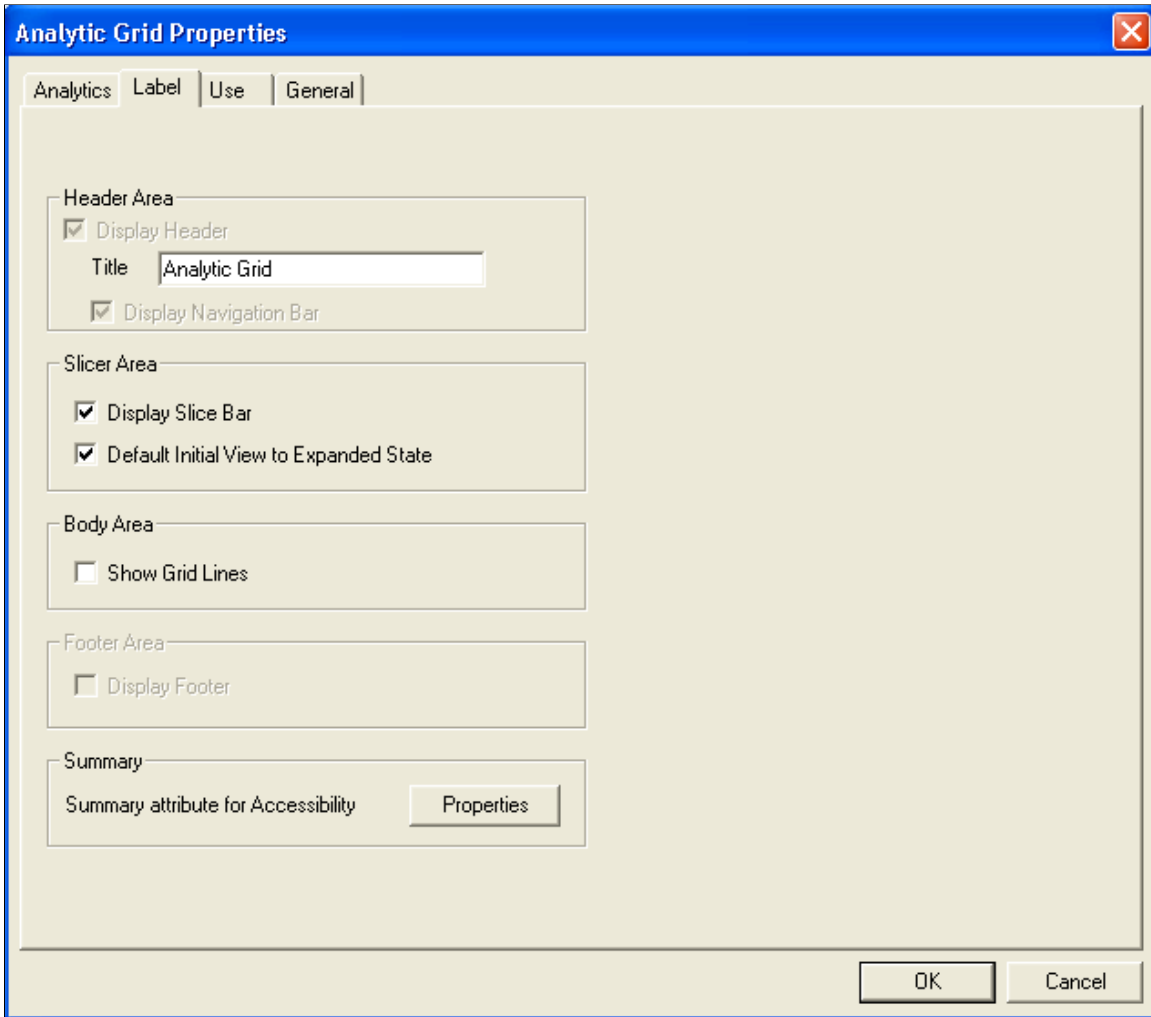 Analytic Grid Properties
Analytics Label Use General
Header Area
Display Header
Title Analytic Grid
Display Navigation Bar
Slicer Area
Display Slice Bar
Default Initial View to Expanded State
Body Area
Show Grid Lines
Footer Area
Display Footer
Summary
Summary attribute for Accessibility Properties
OK Cancel